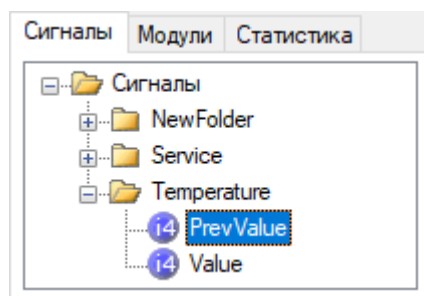 Сигналы Модули Статистика
Сигналы
NewFolder
Service
Temperature
i4 PrevValue
i4 Value